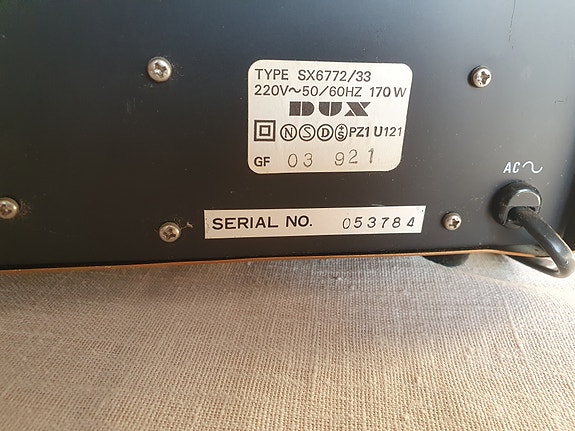 TYPE SX6772/33
220V~50/60HZ 170W
DUX
N S D +S PZ1 U121
GF 03 921
AC~
SERIAL NO. 053784